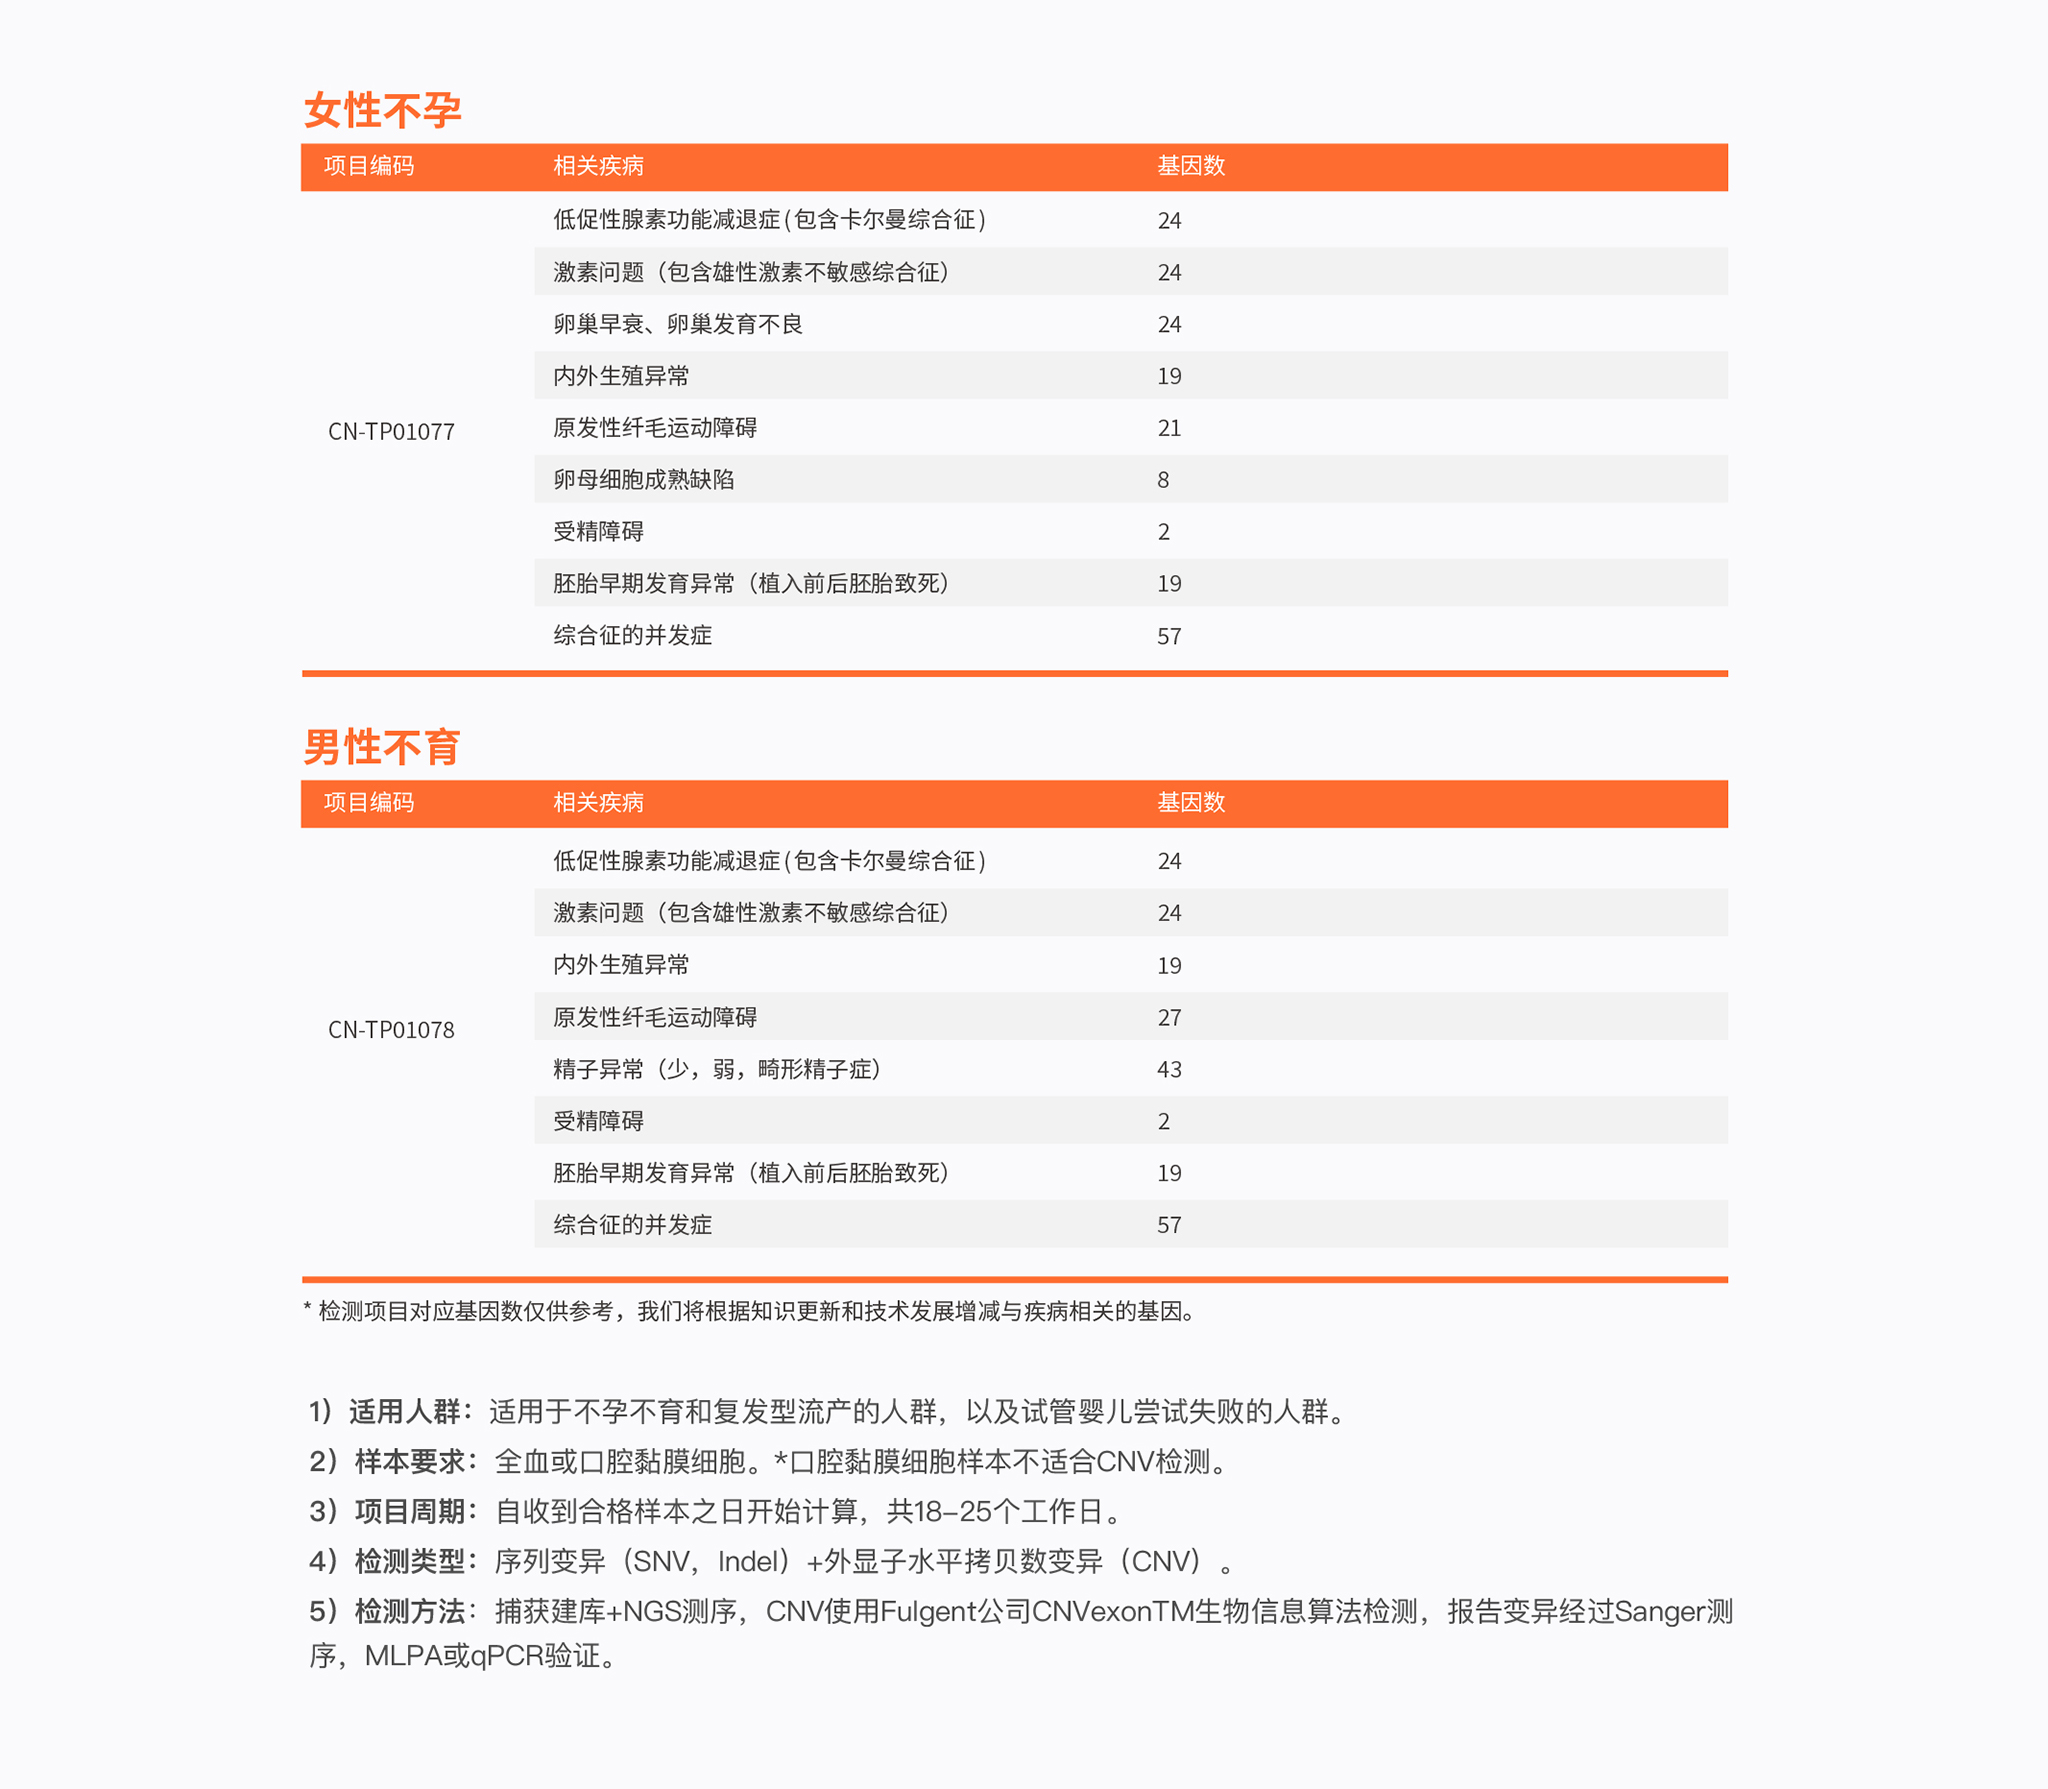 女性不孕
项目编码 相关疾病 基因数
低促性腺素功能减退症(包含卡尔曼综合征) 24
激素问题（包含雄性激素不敏感综合征） 24
卵巢早衰、卵巢发育不良 24
内外生殖异常 19
CN-TP01077 原发性纤毛运动障碍 21
卵母细胞成熟缺陷 8
受精障碍 2
胚胎早期发育异常（植入前后胚胎致死） 19
综合征的并发症 57
男性不育
项目编码 相关疾病 基因数
低促性腺素功能减退症(包含卡尔曼综合征) 24
激素问题（包含雄性激素不敏感综合征） 24
内外生殖异常 19
CN-TP01078 原发性纤毛运动障碍 27
精子异常（少，弱，畸形精子症） 43
受精障碍 2
胚胎早期发育异常（植入前后胚胎致死） 19
综合征的并发症 57
* 检测项目对应基因数仅供参考，我们将根据知识更新和技术发展增减与疾病相关的基因。
1）适用人群：适用于不孕不育和复发型流产的人群，以及试管婴儿尝试失败的人群。
2）样本要求：全血或口腔黏膜细胞。*口腔黏膜细胞样本不适合CNV检测。
3）项目周期：自收到合格样本之日开始计算，共18-25个工作日。
4）检测类型：序列变异（SNV，Indel）+外显子水平拷贝数变异（CNV）。
5）检测方法：捕获建库+NGS测序，CNV使用Fulgent公司CNVexonTM生物信息算法检测，报告变异经过Sanger测
序，MLPA或qPCR验证。